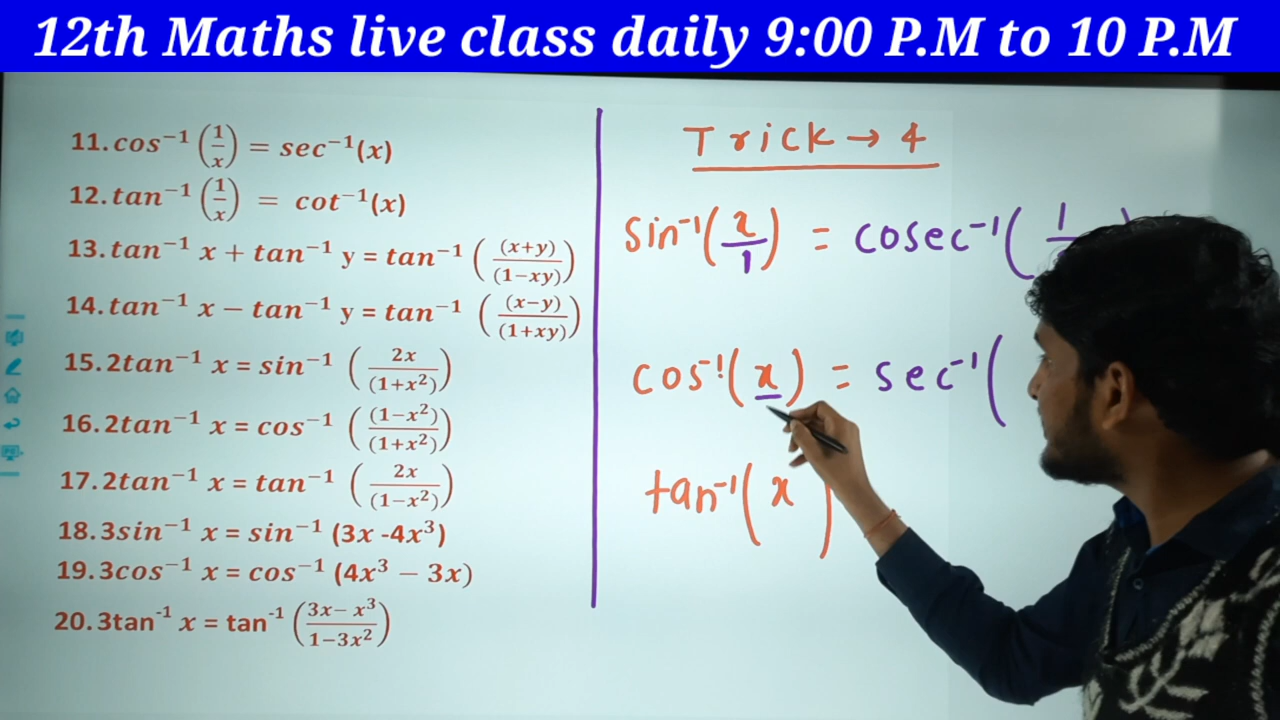 12th Maths live class daily 9:00 P.M to 10 P.M
11. cos⁻¹ (1/x) = sec⁻¹(x)
12. tan⁻¹ (1/x) = cot⁻¹(x)
13. tan⁻¹ x + tan⁻¹ y = tan⁻¹ ((x+y)/(1−xy))
14. tan⁻¹ x − tan⁻¹ y = tan⁻¹ ((x−y)/(1+xy))
15. 2tan⁻¹ x = sin⁻¹ (2x/(1+x²))
16. 2tan⁻¹ x = cos⁻¹ ((1−x²)/(1+x²))
17. 2tan⁻¹ x = tan⁻¹ (2x/(1−x²))
18. 3sin⁻¹ x = sin⁻¹ (3x -4x³)
19. 3cos⁻¹ x = cos⁻¹ (4x³ − 3x)
20. 3tan⁻¹ x = tan⁻¹ (3x− x³/1−3x²)
Trick → 4
sin⁻¹(x/1) = cosec⁻¹(1/
cos⁻¹(x) = sec⁻¹(
tan⁻¹(x)